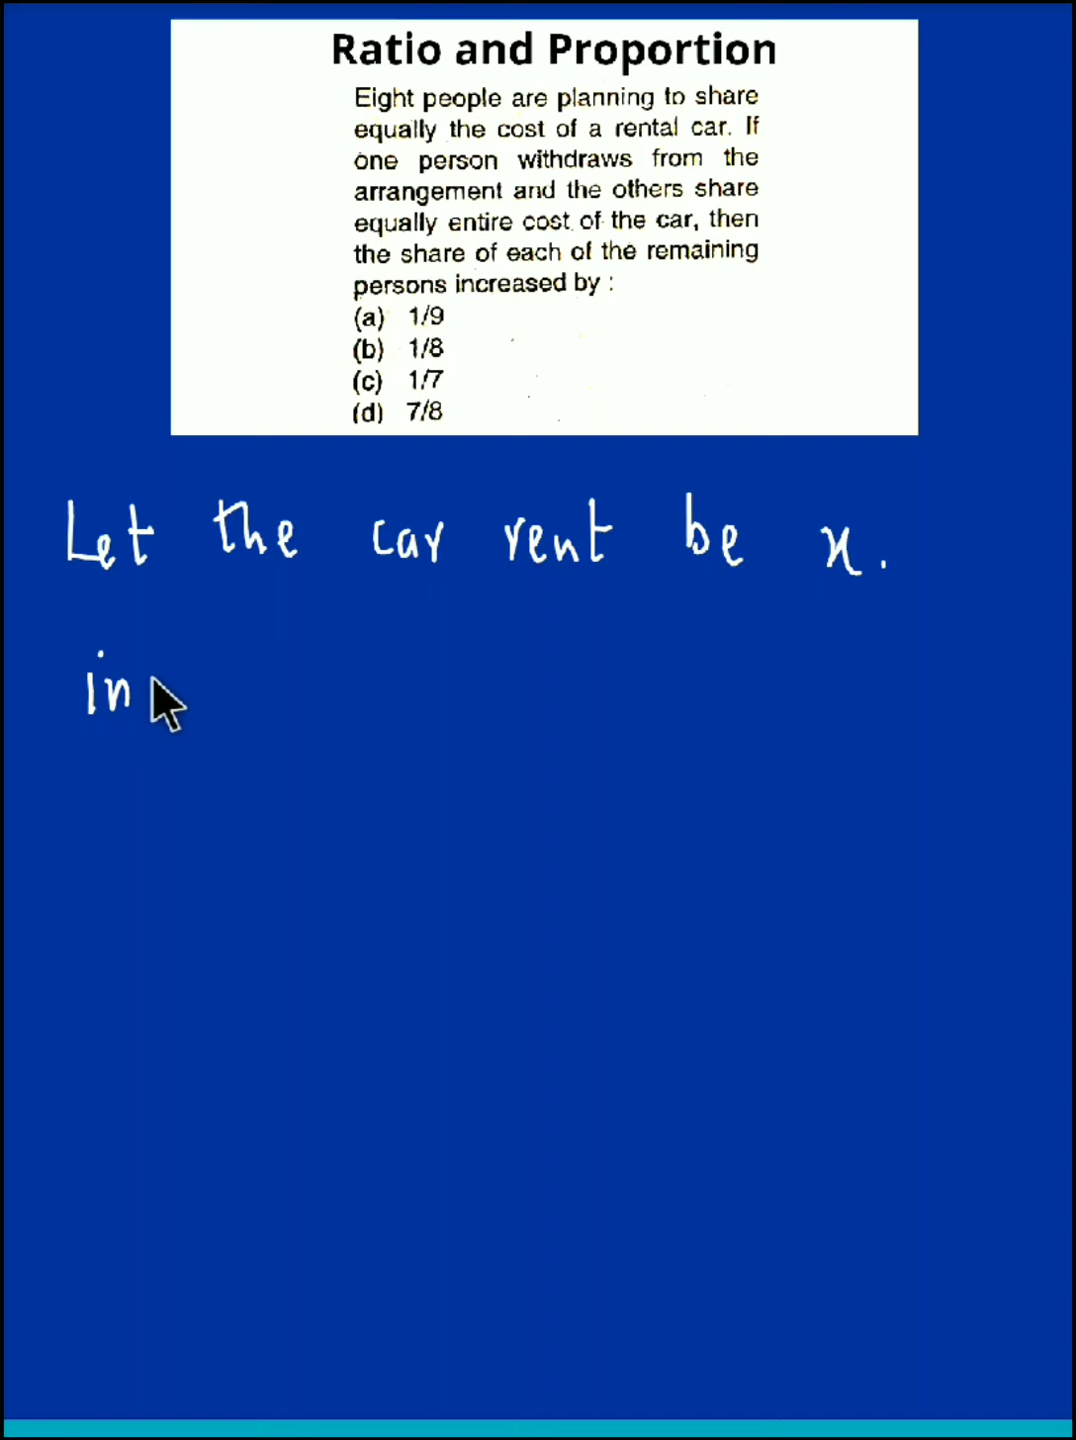 Ratio and Proportion
Eight people are planning to share
equally the cost of a rental car. If
one person withdraws from the
arrangement and the others share
equally entire cost of the car, then
the share of each of the remaining
persons increased by :
(a) 1/9
(b) 1/8
(c) 1/7
(d) 7/8
Let the car rent be x.
in